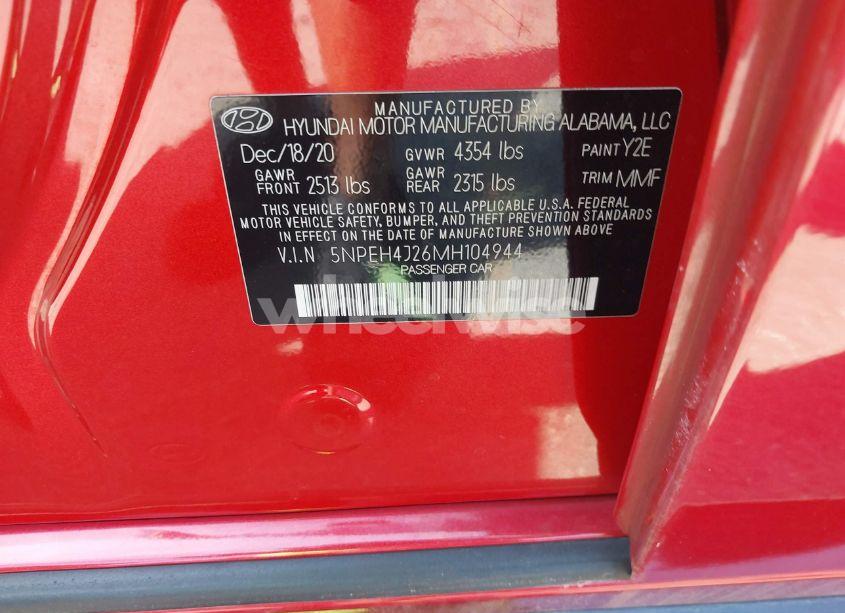 MANUFACTURED BY
HYUNDAI MOTOR MANUFACTURING ALABAMA, LLC
Dec/18/20 GVWR 4354 lbs PAINT Y2E
GAWR FRONT 2513 lbs GAWR REAR 2315 lbs TRIM MMF
THIS VEHICLE CONFORMS TO ALL APPLICABLE U.S.A. FEDERAL
MOTOR VEHICLE SAFETY, BUMPER, AND THEFT PREVENTION STANDARDS
IN EFFECT ON THE DATE OF MANUFACTURE SHOWN ABOVE
V.I.N 5NPEH4J26MH104944
PASSENGER CAR
wheelwise